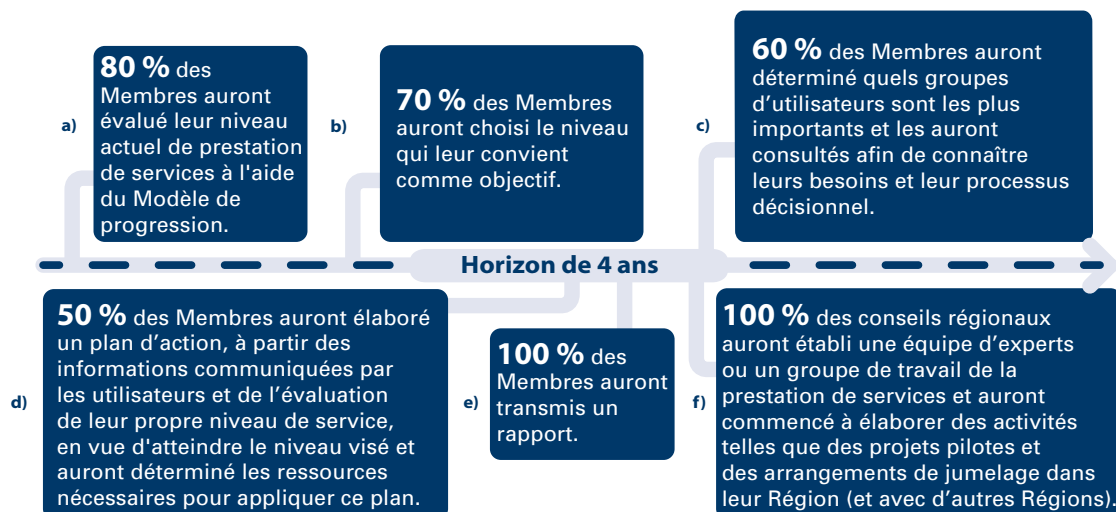 a)
80 % des
Membres auront
évalué leur niveau
actuel de prestation
de services à l'aide
du Modèle de
progression.
b)
70 % des Membres
auront choisi le niveau
qui leur convient
comme objectif.
c)
60 % des Membres auront
déterminé quels groupes
d’utilisateurs sont les plus
importants et les auront
consultés afin de connaître
leurs besoins et leur processus
décisionnel.
Horizon de 4 ans
d)
50 % des Membres auront élaboré
un plan d’action, à partir des
informations communiquées par
les utilisateurs et de l’évaluation
de leur propre niveau de service,
en vue d'atteindre le niveau visé et
auront déterminé les ressources
nécessaires pour appliquer ce plan.
e)
100 % des
Membres auront
transmis un
rapport.
f)
100 % des conseils régionaux
auront établi une équipe d’experts
ou un groupe de travail de la
prestation de services et auront
commencé à élaborer des activités
telles que des projets pilotes et
des arrangements de jumelage dans
leur Région (et avec d’autres Régions).